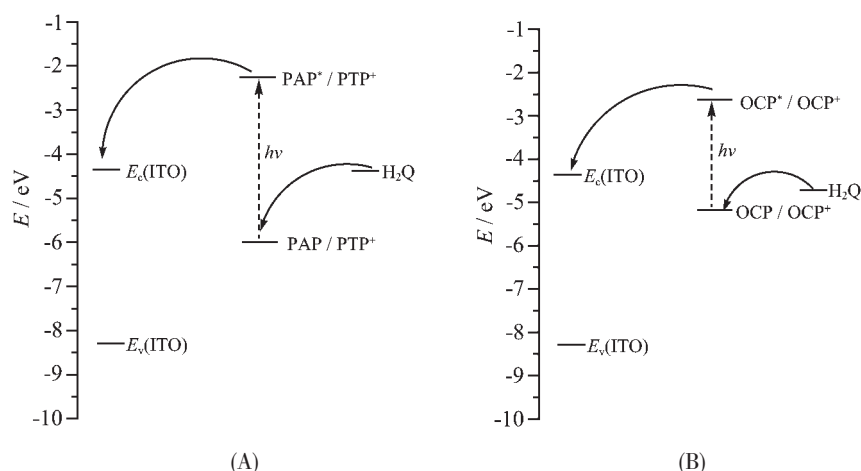 -1
-2
-3
-4
-5
-6
-7
-8
-9
-10
E / eV
PAP* / PTP+
hν
Ec(ITO)
H2Q
PAP / PTP+
Ev(ITO)
(A)
-1
-2
-3
-4
-5
-6
-7
-8
-9
-10
E / eV
OCP* / OCP+
hν
Ec(ITO)
H2Q
OCP / OCP+
Ev(ITO)
(B)